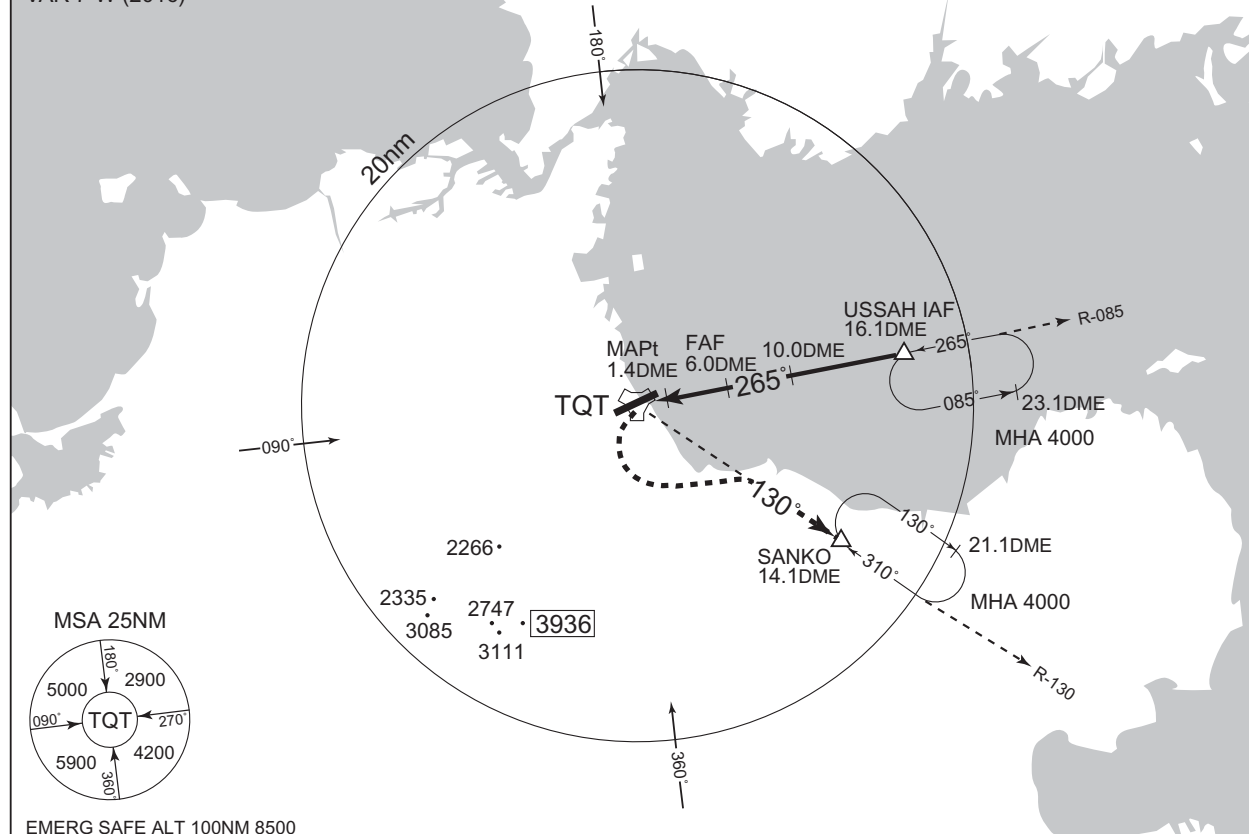 180°
20nm
USSAH IAF
16.1DME
R-085
265°
MAPt
1.4DME
FAF
6.0DME
10.0DME
265°
TQT
085°
23.1DME
MHA 4000
090°
130°
130°
21.1DME
SANKO
14.1DME
310°
MHA 4000
R-130
2266
2335
3085
2747
3936
3111
360°
MSA 25NM
180°
5000
2900
090°
TQT
270°
5900
4200
360°
EMERG SAFE ALT 100NM 8500